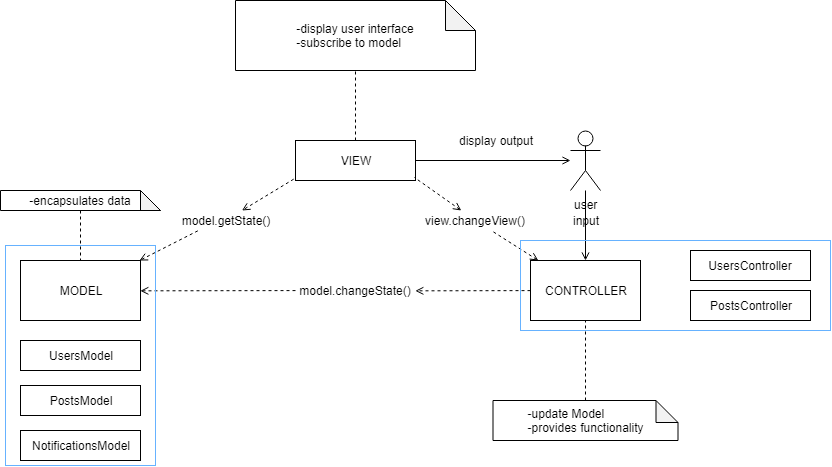 -display user interface
-subscribe to model
VIEW
display output
user
input
-encapsulates data
model.getState()
view.changeView()
MODEL
model.changeState()
CONTROLLER
UsersController
PostsController
UsersModel
PostsModel
NotificationsModel
-update Model
-provides functionality